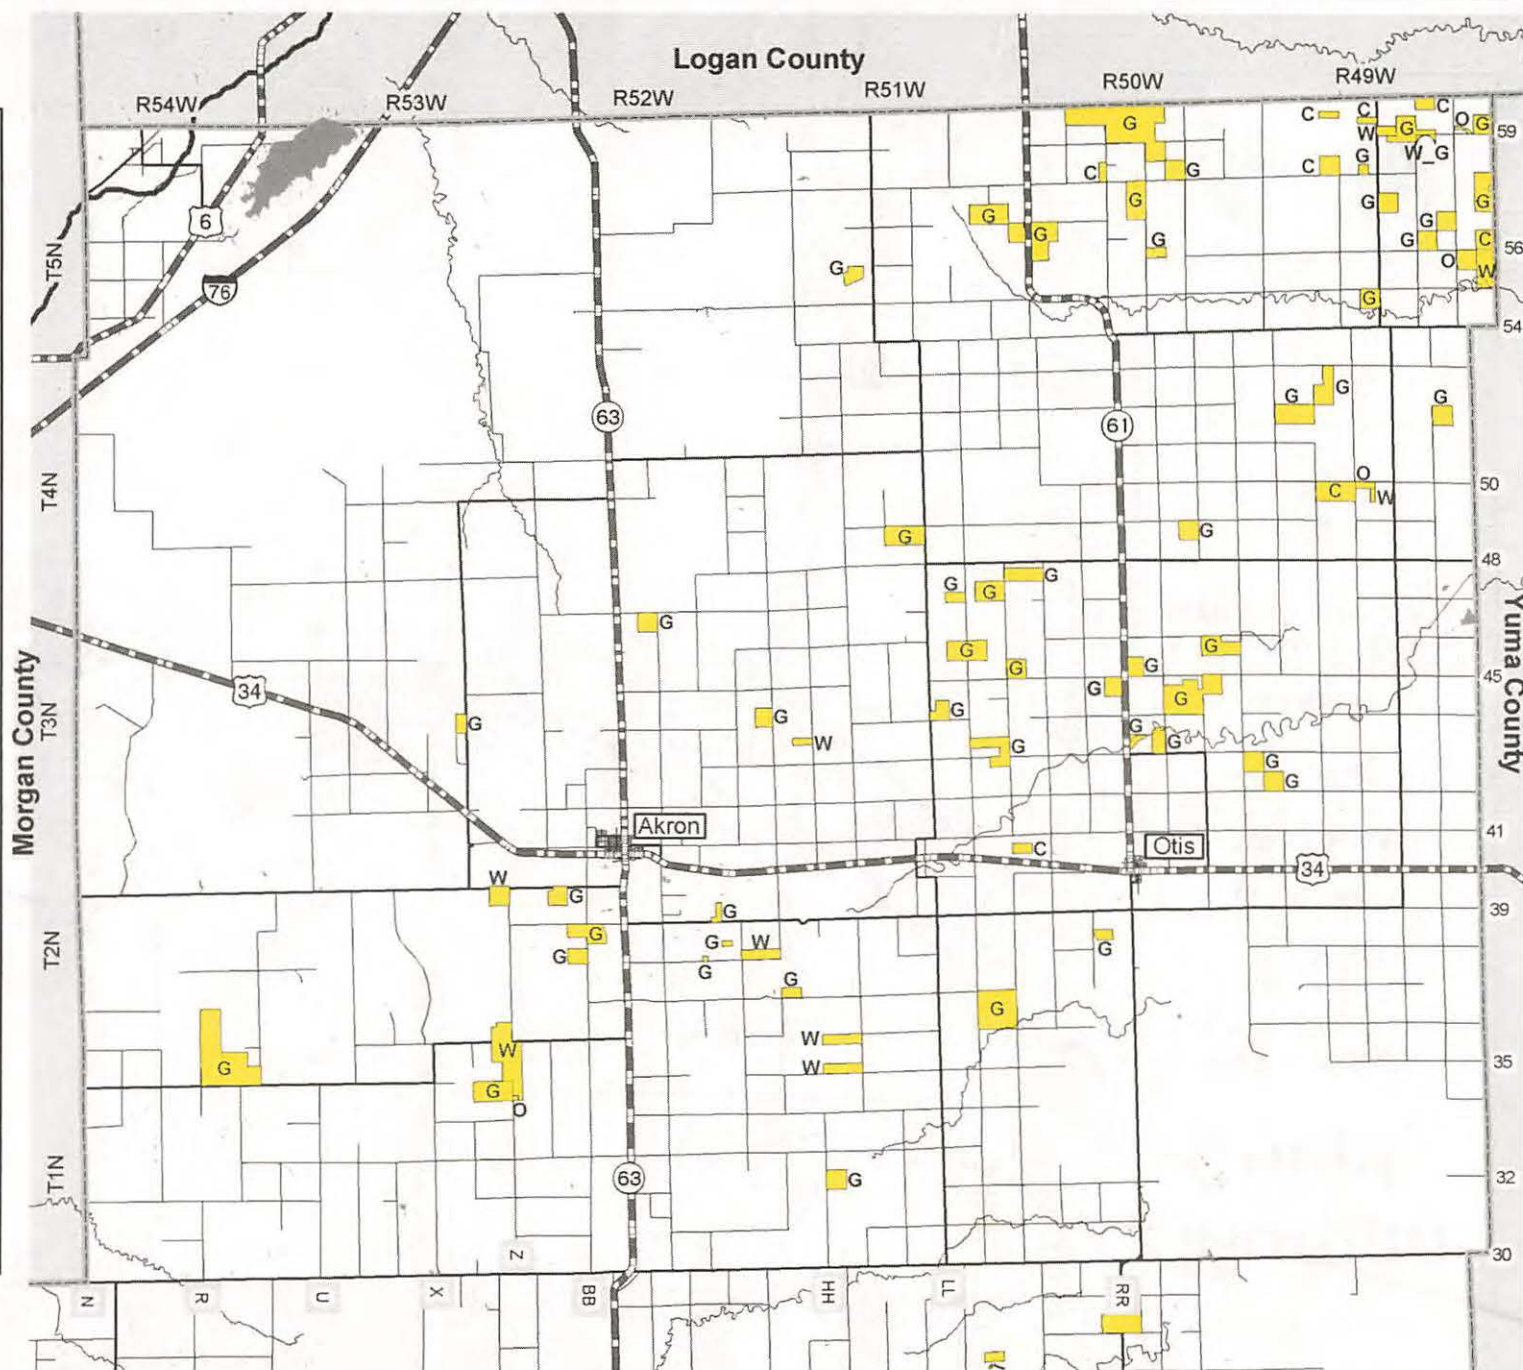 Logan County
R54W R53W R52W R51W R50W R49W
C C C O G 59
G W G W_G
C G C G
G G G
G G G
G G G C 56
G O W
G
6
T5N
76
54
63 61
G G G
T4N
O 50
C W
G G
48
G G G
G
G
G G
G 45
G G
34
T3N
G G G
G W G G G
G
G
Morgan County
Yuma County
Akron
41
C Otis
34
W G
39
G
T2N
G G W G
G G
G
G
W
G W 35
G W
O
T1N
63 G 32
Z 30
N R U X BB HH LL RR